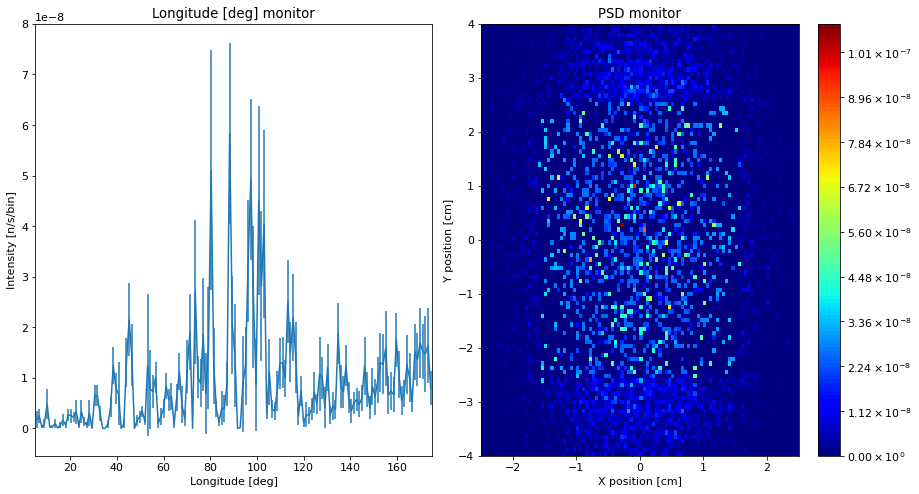 Longitude [deg] monitor
1e−8
8
7
6
5
4
3
2
1
0
Intensity [n/s/bin]
20 40 60 80 100 120 140 160
Longitude [deg]
PSD monitor
4
3
2
1
0
−1
−2
−3
−4
Y position [cm]
−2 −1 0 1 2
X position [cm]
1.01 × 10⁻⁷
8.96 × 10⁻⁸
7.84 × 10⁻⁸
6.72 × 10⁻⁸
5.60 × 10⁻⁸
4.48 × 10⁻⁸
3.36 × 10⁻⁸
2.24 × 10⁻⁸
1.12 × 10⁻⁸
0.00 × 10⁰